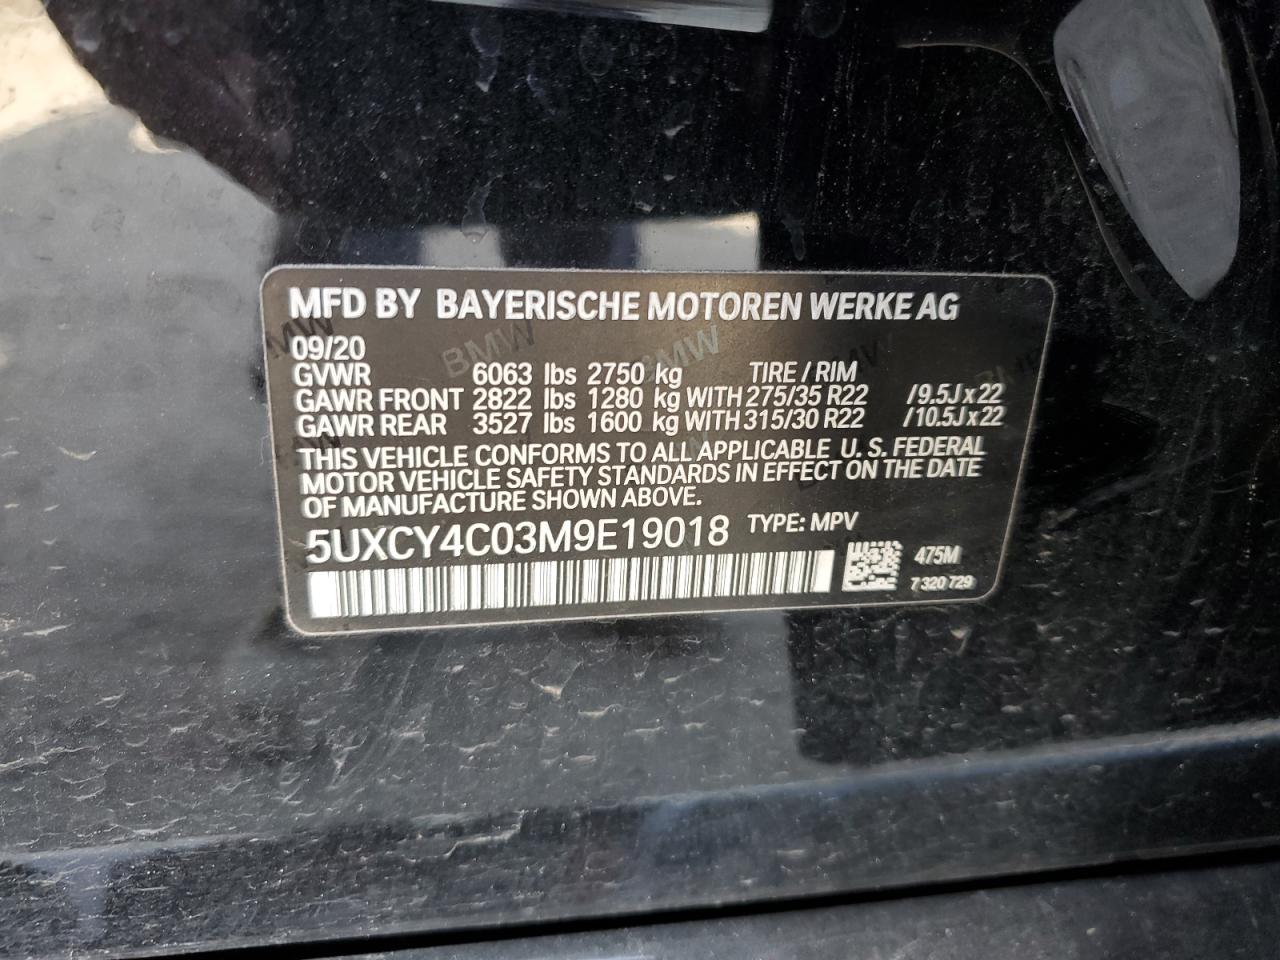 MFD BY BAYERISCHE MOTOREN WERKE AG
09/20
GVWR 6063 lbs 2750 kg TIRE / RIM
GAWR FRONT 2822 lbs 1280 kg WITH 275/35 R22 /9.5J x 22
GAWR REAR 3527 lbs 1600 kg WITH 315/30 R22 /10.5J x 22
THIS VEHICLE CONFORMS TO ALL APPLICABLE U. S. FEDERAL
MOTOR VEHICLE SAFETY STANDARDS IN EFFECT ON THE DATE
OF MANUFACTURE SHOWN ABOVE.
5UXCY4C03M9E19018 TYPE: MPV
475M
7 320 729